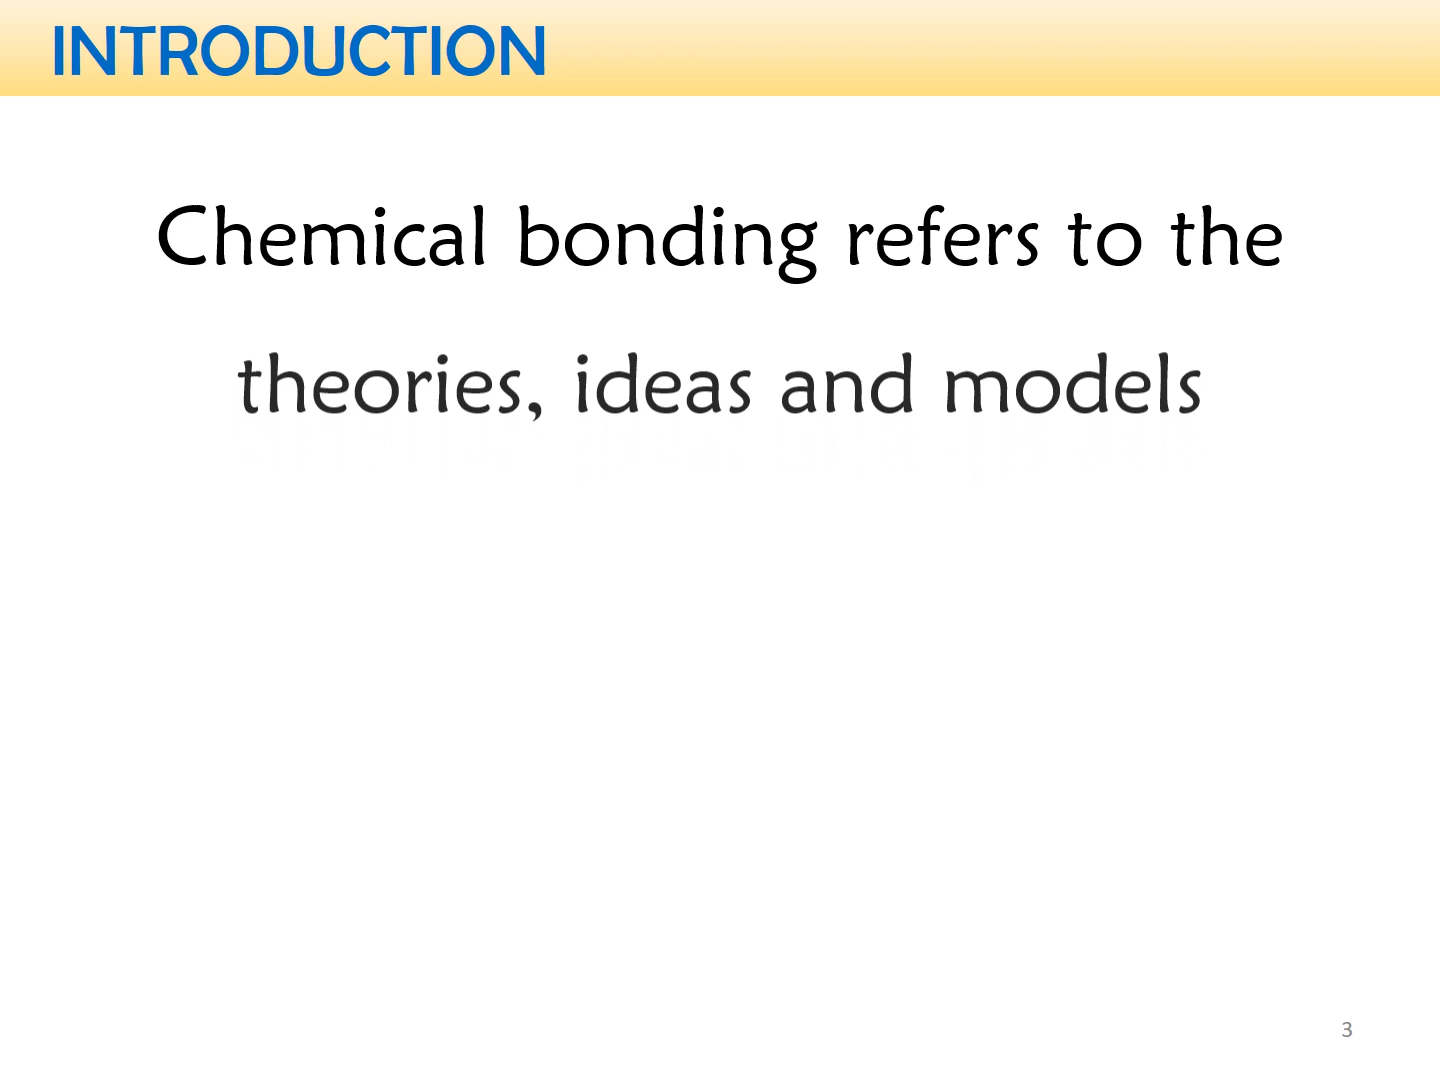 INTRODUCTION
Chemical bonding refers to the
theories, ideas and models
3